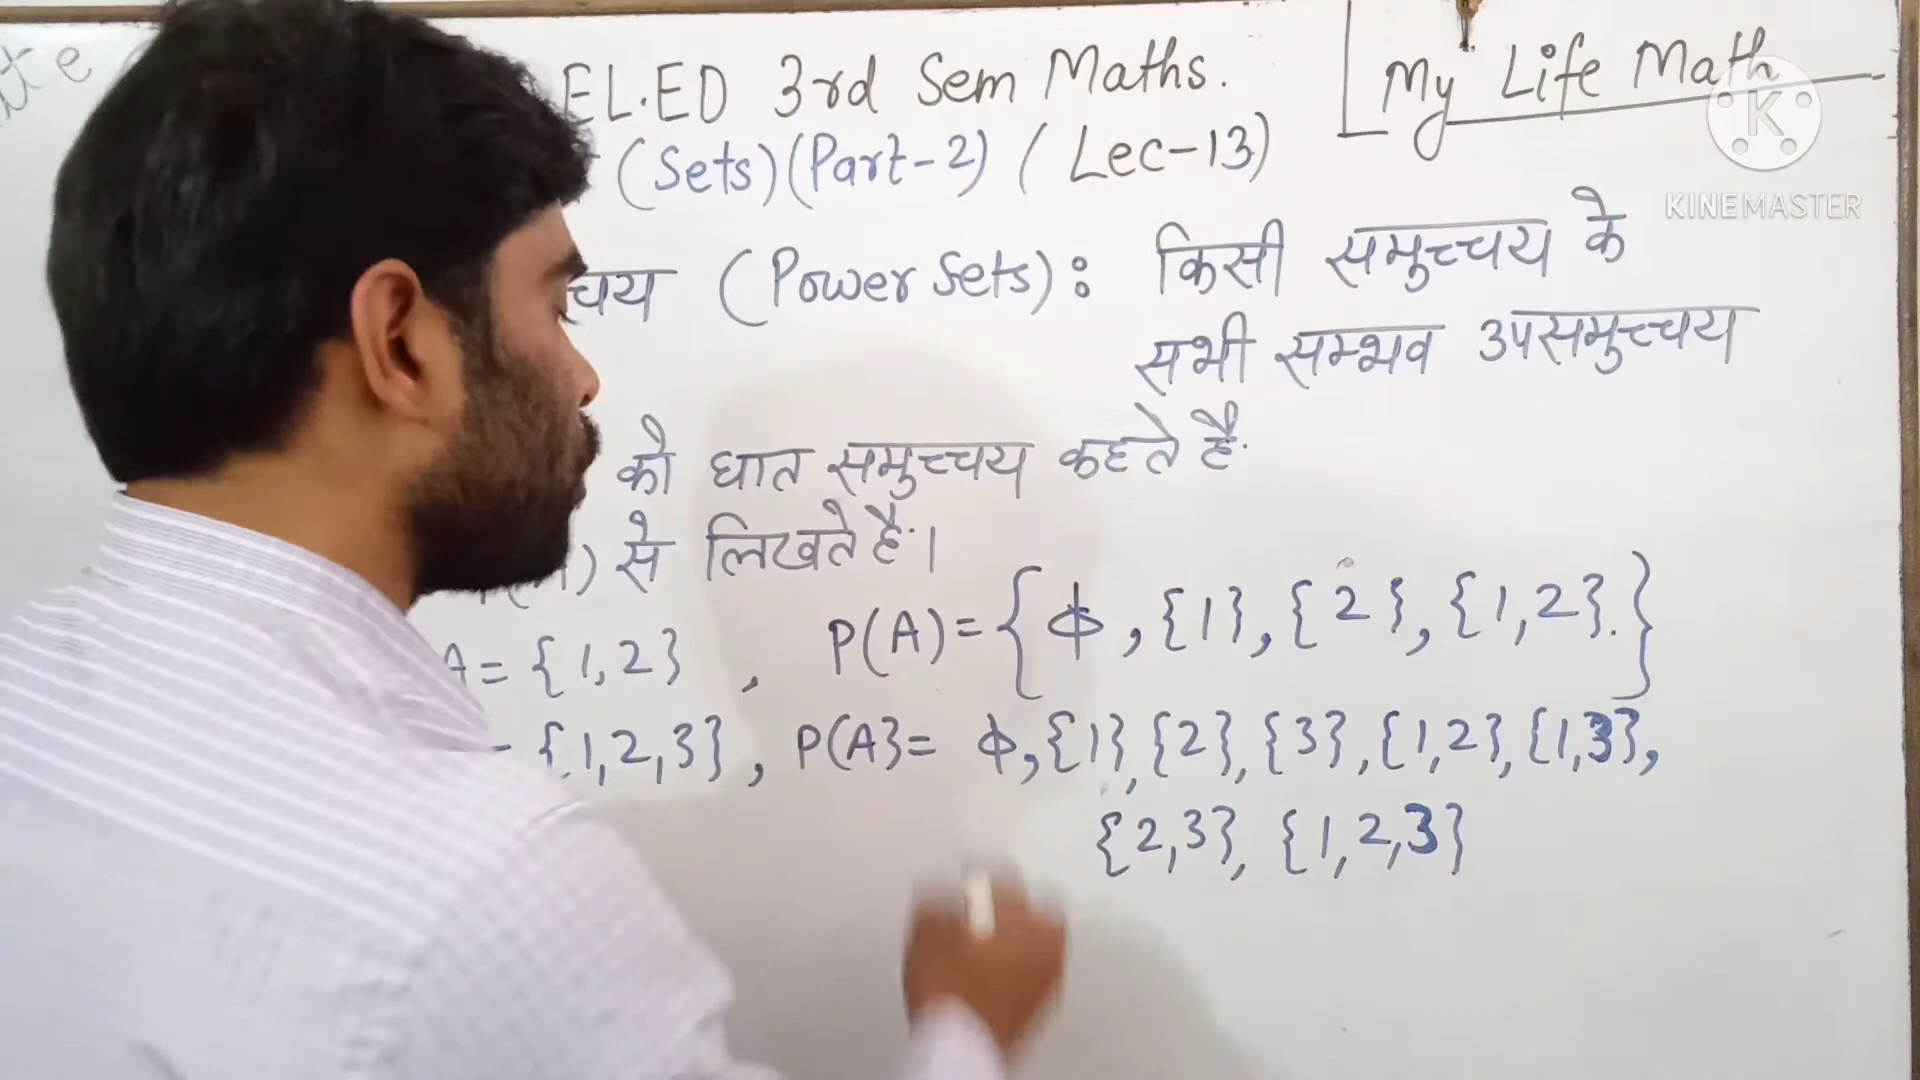 EL.ED 3rd Sem Maths.
My Life Math
(Sets) (Part-2) ( Lec-13)
KINEMASTER
(Power Sets) : किसी समुच्चय के
सभी सम्भव उपसमुच्चय
को घात समुच्चय कहते हैं
से लिखते हैं।
A = {1,2} , P(A) = { ф , {1}, {2}, {1,2}. }
= {1,2,3}, P(A}= ф, {1}, {2}, {3}, {1,2}, {1,3},
{2,3}, {1,2,3}